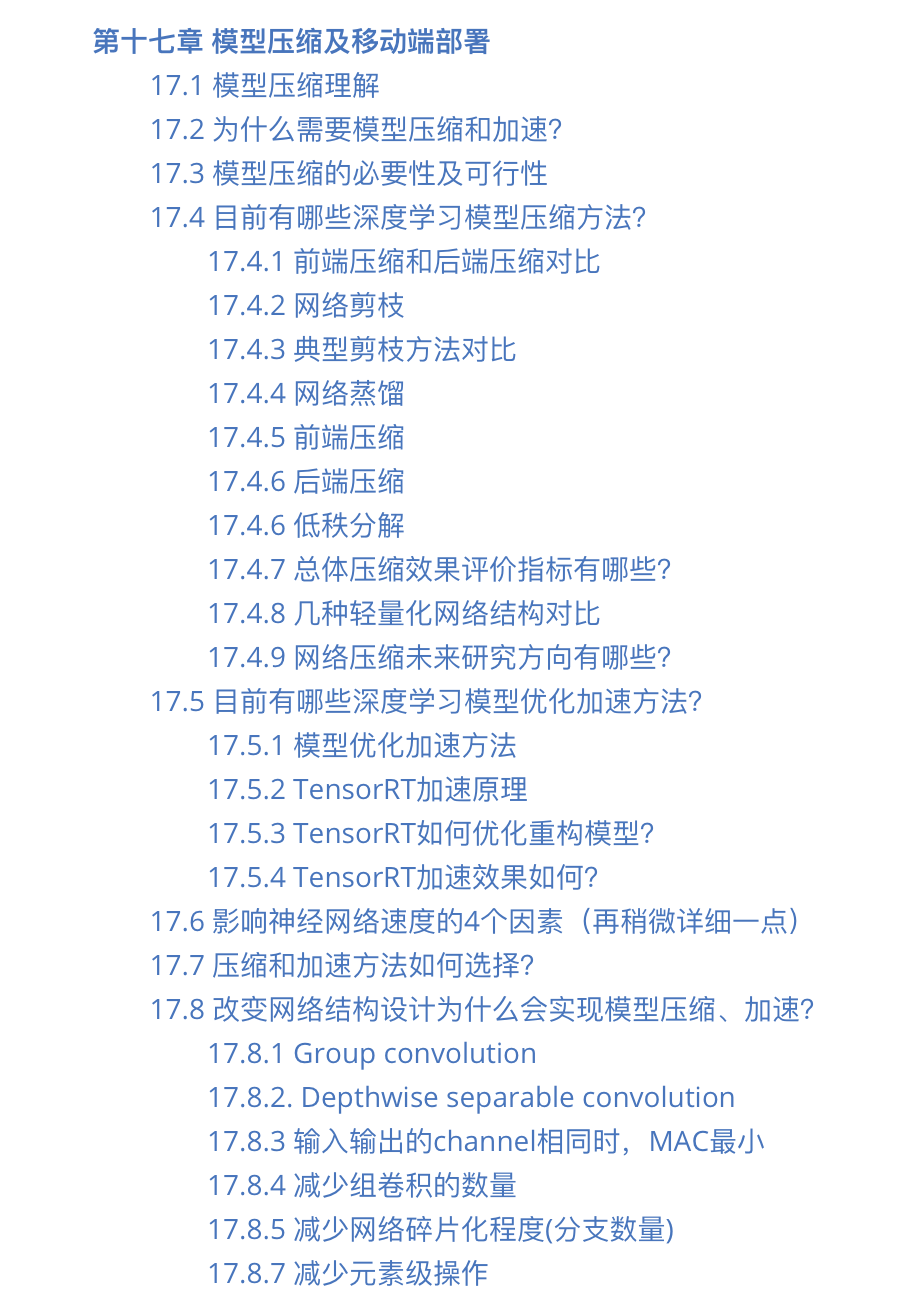 第十七章 模型压缩及移动端部署
17.1 模型压缩理解
17.2 为什么需要模型压缩和加速?
17.3 模型压缩的必要性及可行性
17.4 目前有哪些深度学习模型压缩方法?
17.4.1 前端压缩和后端压缩对比
17.4.2 网络剪枝
17.4.3 典型剪枝方法对比
17.4.4 网络蒸馏
17.4.5 前端压缩
17.4.6 后端压缩
17.4.6 低秩分解
17.4.7 总体压缩效果评价指标有哪些?
17.4.8 几种轻量化网络结构对比
17.4.9 网络压缩未来研究方向有哪些?
17.5 目前有哪些深度学习模型优化加速方法?
17.5.1 模型优化加速方法
17.5.2 TensorRT加速原理
17.5.3 TensorRT如何优化重构模型?
17.5.4 TensorRT加速效果如何?
17.6 影响神经网络速度的4个因素（再稍微详细一点）
17.7 压缩和加速方法如何选择?
17.8 改变网络结构设计为什么会实现模型压缩、加速?
17.8.1 Group convolution
17.8.2. Depthwise separable convolution
17.8.3 输入输出的channel相同时，MAC最小
17.8.4 减少组卷积的数量
17.8.5 减少网络碎片化程度(分支数量)
17.8.7 减少元素级操作